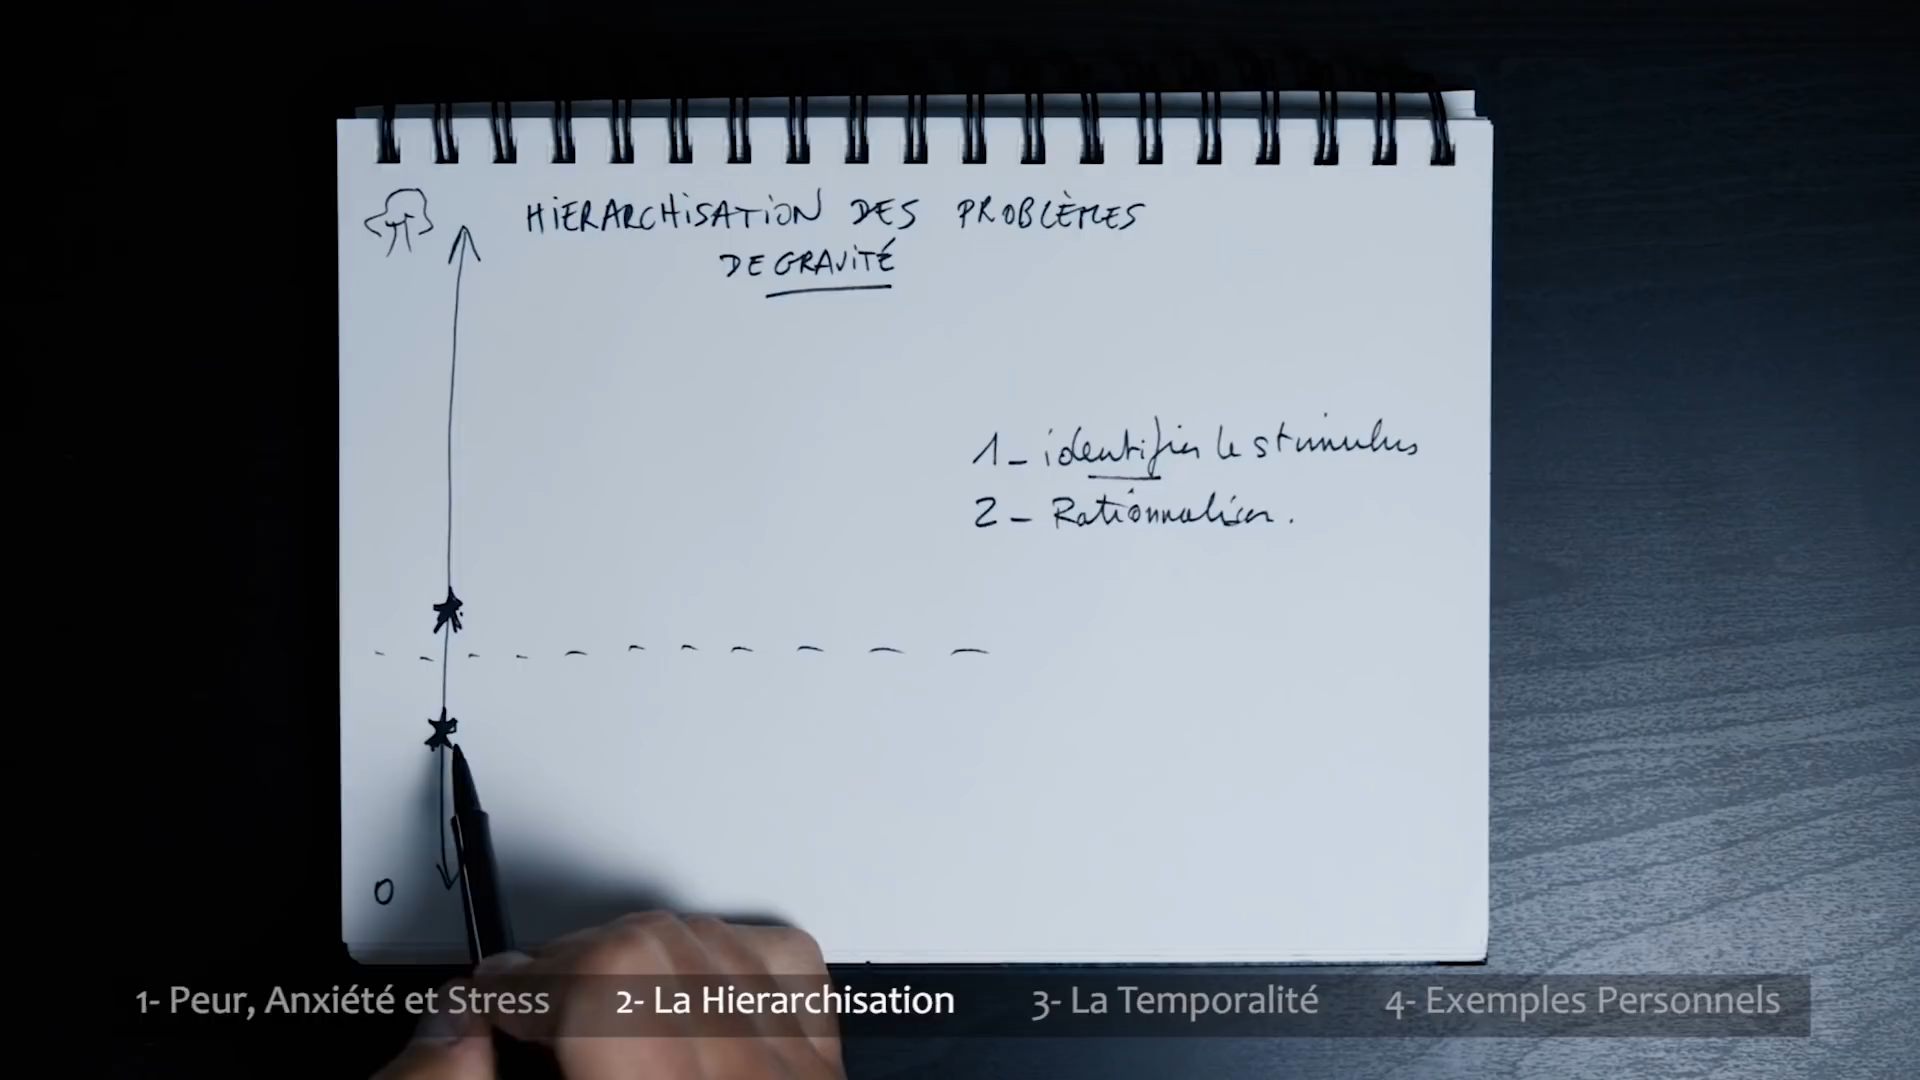 HIERARCHISATION DES PROBLÈMES
DE GRAVITÉ
1- identifier le stimulus
2- Rationnaliser.
0
1- Peur, Anxiété et Stress 2- La Hierarchisation 3- La Temporalité 4- Exemples Personnels